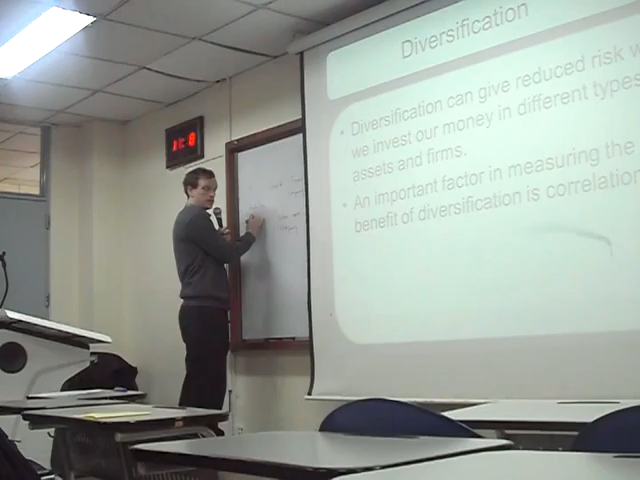 Diversification
• Diversification can give reduced risk w
we invest our money in different types
assets and firms.
• An important factor in measuring the
benefit of diversification is correlation